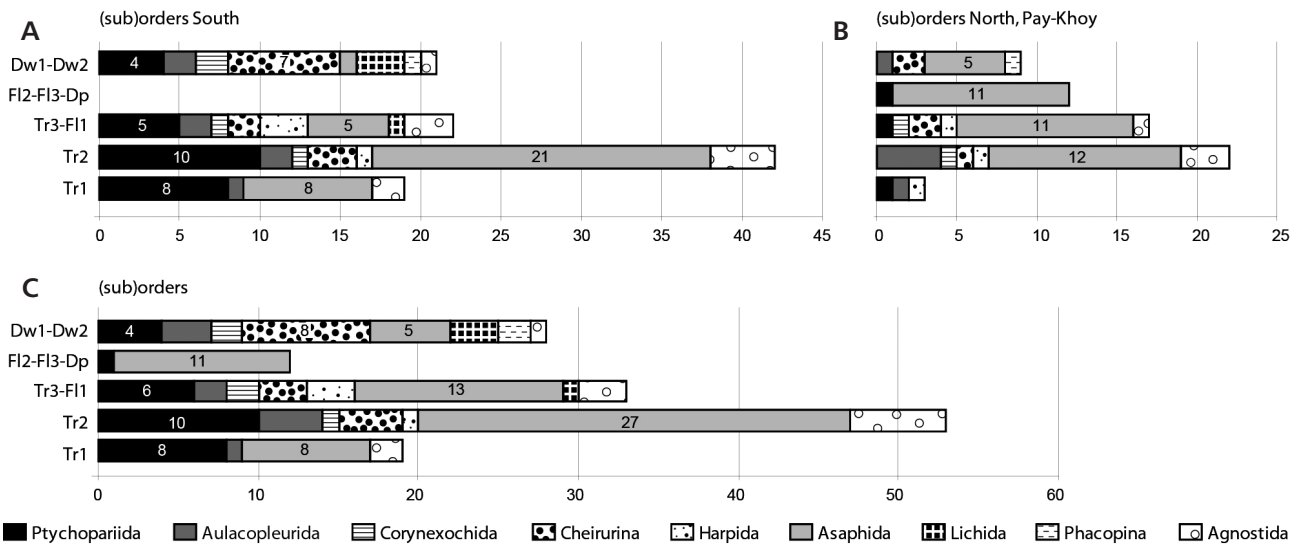 A
(sub)orders South
Dw1-Dw2
4
7
Fl2-Fl3-Dp
Tr3-Fl1
5
5
Tr2
10
21
Tr1
8
8
0
5
10
15
20
25
30
35
40
45
(sub)orders North, Pay-Khoy
B
5
11
11
12
0
5
10
15
20
25
C
(sub)orders
Dw1-Dw2
4
8
5
Fl2-Fl3-Dp
11
Tr3-Fl1
6
13
Tr2
10
27
Tr1
8
8
0
10
20
30
40
50
60
Ptychopariida
Aulacopleurida
Corynexochida
Cheirurina
Harpida
Asaphida
Lichida
Phacopina
Agnostida